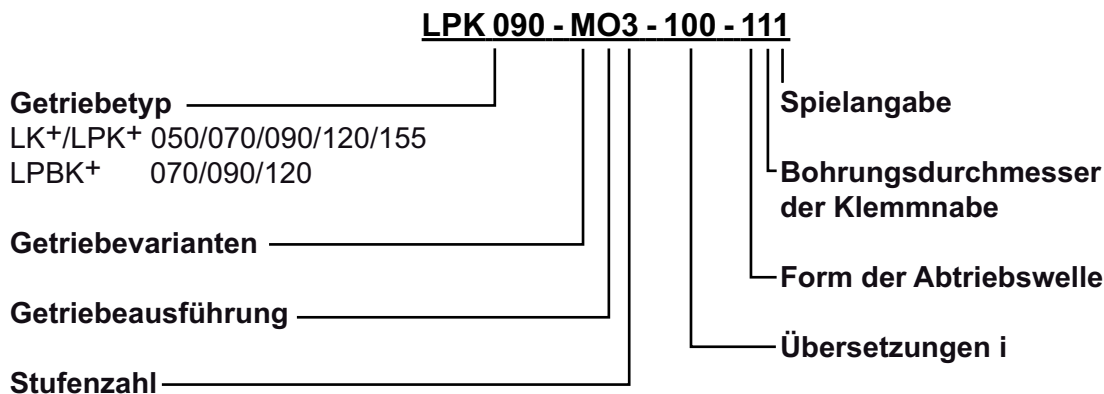 LPK 090 - MO3 - 100 - 111
Getriebetyp
LK+/LPK+ 050/070/090/120/155
LPBK+ 070/090/120
Getriebevarianten
Getriebeausführung
Stufenzahl
Spielangabe
Bohrungsdurchmesser
der Klemmnabe
Form der Abtriebswelle
Übersetzungen i